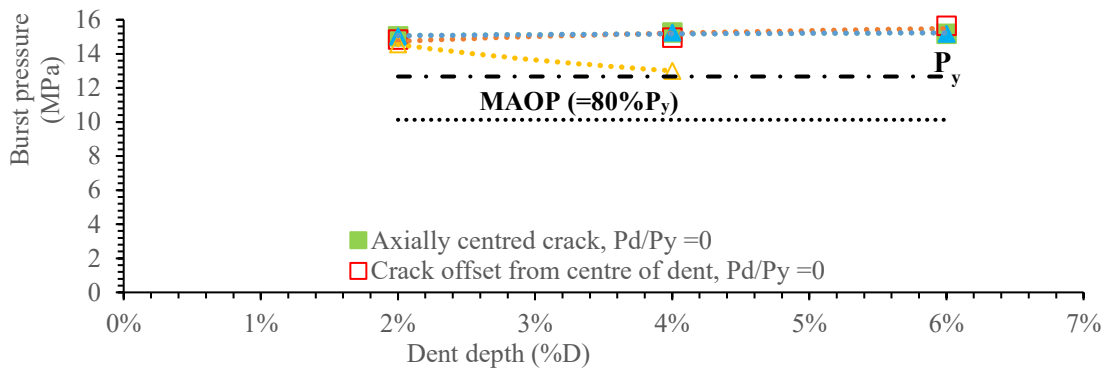 Burst pressure
(MPa)
16
14
12
10
8
6
4
2
0
P_y
MAOP (=80%P_y)
Axially centred crack, Pd/Py =0
Crack offset from centre of dent, Pd/Py =0
0%
1%
2%
3%
4%
5%
6%
7%
Dent depth (%D)